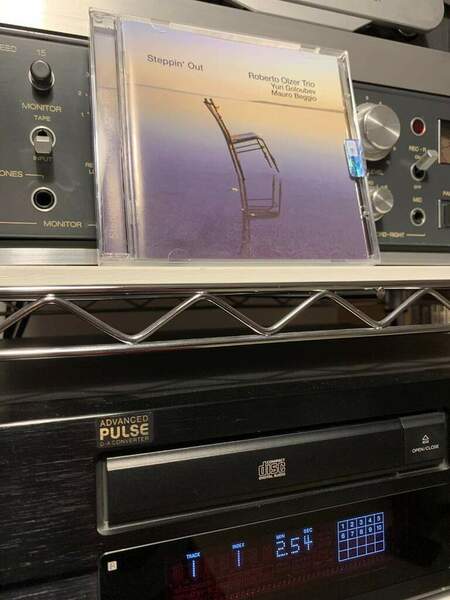 Steppin' Out
Roberto Olzer Trio
Yuri Goloubev
Mauro Beggio
15
MONITOR
TAPE
INPUT
MONITOR
REC-R
MIC
ADVANCED
PULSE
D-A CONVERTER
COMPACT
disc
DIGITAL AUDIO
OPEN/CLOSE
TRACK INDEX MIN SEC
1 1 2 54
1 2 3 4 5
6 7 8 9 10